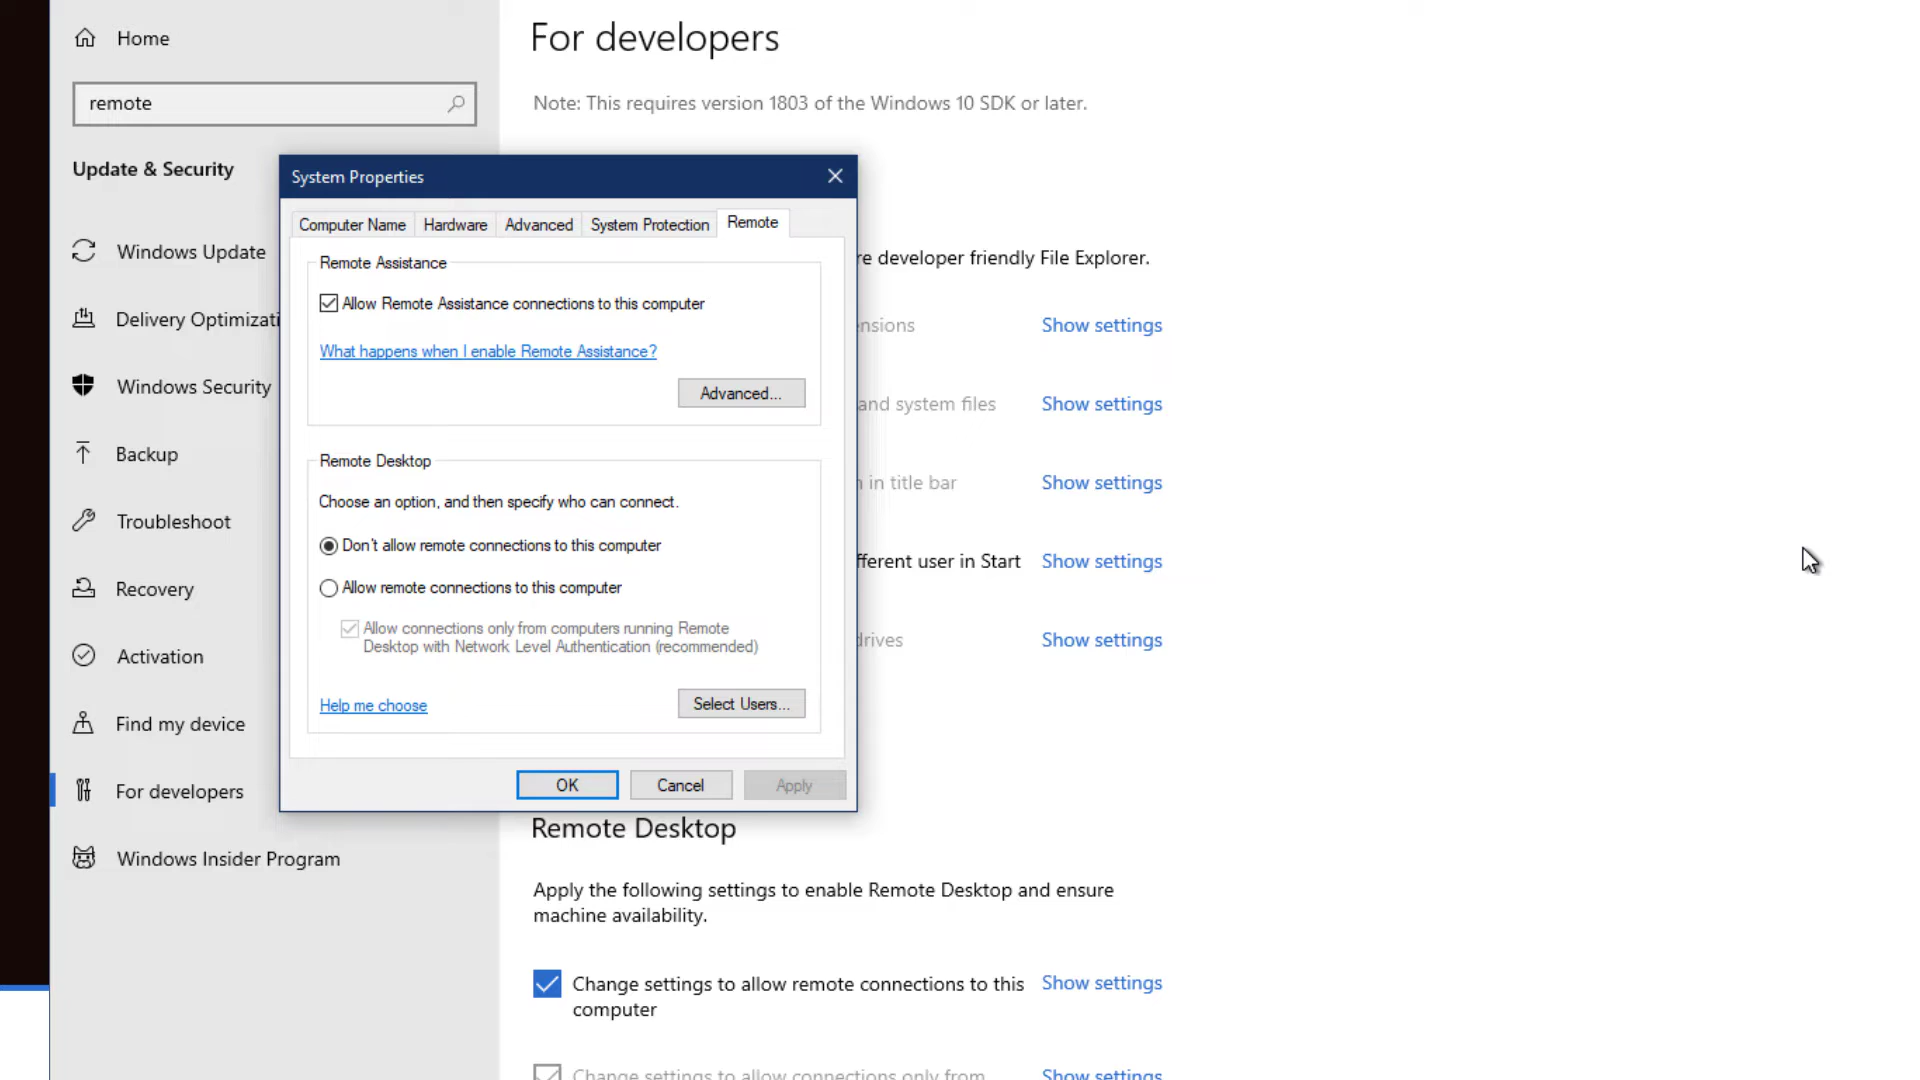 Home
remote
Update & Security
Windows Update
Delivery Optimizati
Windows Security
Backup
Troubleshoot
Recovery
Activation
Find my device
For developers
Windows Insider Program
For developers
Note: This requires version 1803 of the Windows 10 SDK or later.
System Properties
Computer Name
Hardware
Advanced
System Protection
Remote
Remote Assistance
Allow Remote Assistance connections to this computer
What happens when I enable Remote Assistance?
Advanced...
Remote Desktop
Choose an option, and then specify who can connect.
Don't allow remote connections to this computer
Allow remote connections to this computer
Allow connections only from computers running Remote
Desktop with Network Level Authentication (recommended)
Help me choose
Select Users...
OK
Cancel
Apply
re developer friendly File Explorer.
ensions
Show settings
and system files
Show settings
in title bar
Show settings
fferent user in Start
Show settings
drives
Show settings
Remote Desktop
Apply the following settings to enable Remote Desktop and ensure
machine availability.
Change settings to allow remote connections to this
computer
Show settings
Change settings to allow connections only from
Show settings